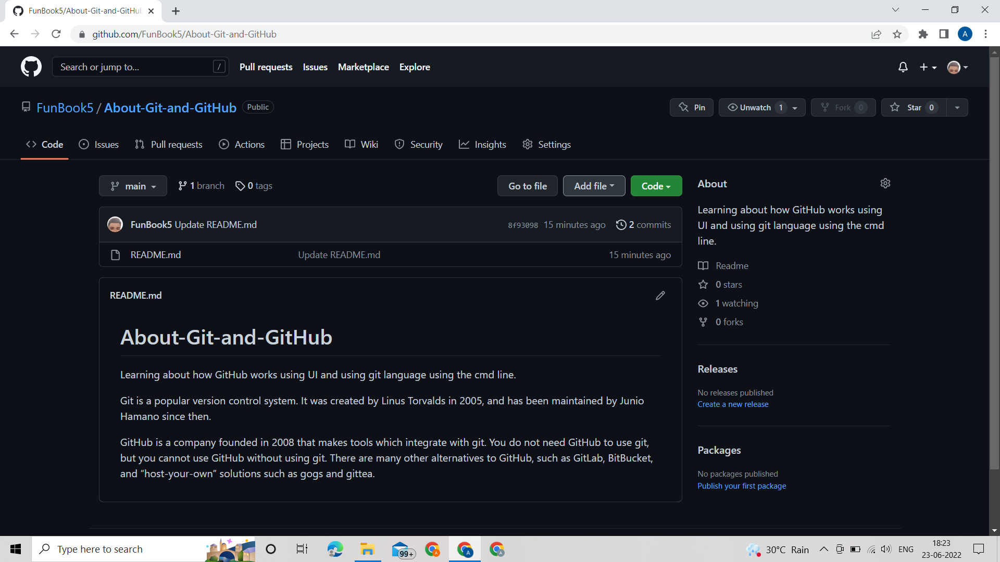 FunBook5/About-Git-and-GitHub
github.com/FunBook5/About-Git-and-GitHub
A
Search or jump to...
/
Pull requests
Issues
Marketplace
Explore
FunBook5 / About-Git-and-GitHub
Public
Pin
Unwatch 1
Fork 0
Star 0
Code
Issues
Pull requests
Actions
Projects
Wiki
Security
Insights
Settings
main
1 branch
0 tags
Go to file
Add file
Code
FunBook5 Update README.md
8f93098 15 minutes ago
2 commits
README.md
Update README.md
15 minutes ago
README.md
About-Git-and-GitHub
Learning about how GitHub works using UI and using git language using the cmd line.
Git is a popular version control system. It was created by Linus Torvalds in 2005, and has been maintained by Junio
Hamano since then.
GitHub is a company founded in 2008 that makes tools which integrate with git. You do not need GitHub to use git,
but you cannot use GitHub without using git. There are many other alternatives to GitHub, such as GitLab, BitBucket,
and “host-your-own” solutions such as gogs and gittea.
About
Learning about how GitHub works using
UI and using git language using the cmd
line.
Readme
0 stars
1 watching
0 forks
Releases
No releases published
Create a new release
Packages
No packages published
Publish your first package
Type here to search
99+
A
A
A
30°C Rain
ENG
18:23
23-06-2022